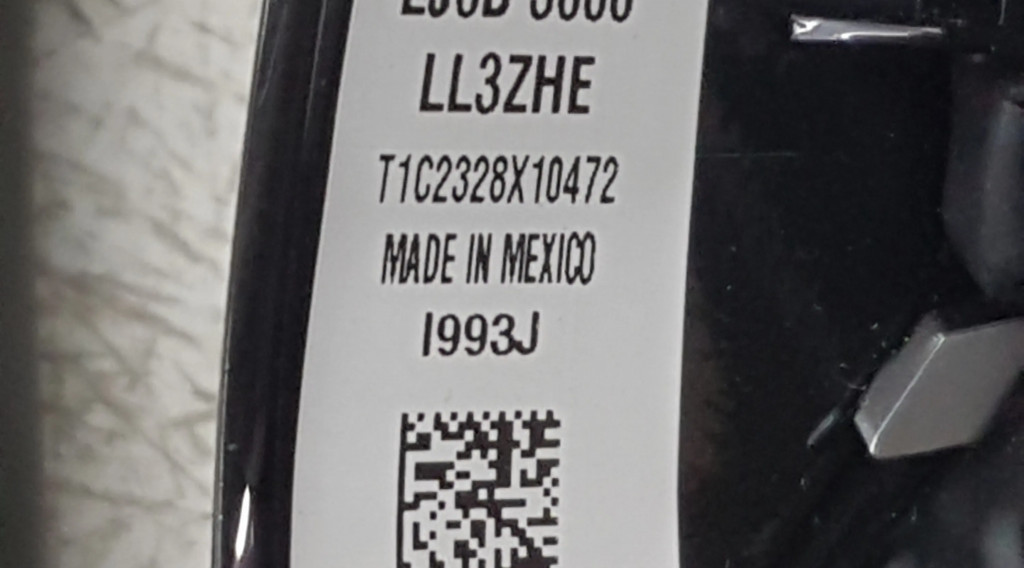 LL3ZHE
T1C2328X10472
MADE IN MEXICO
I993J